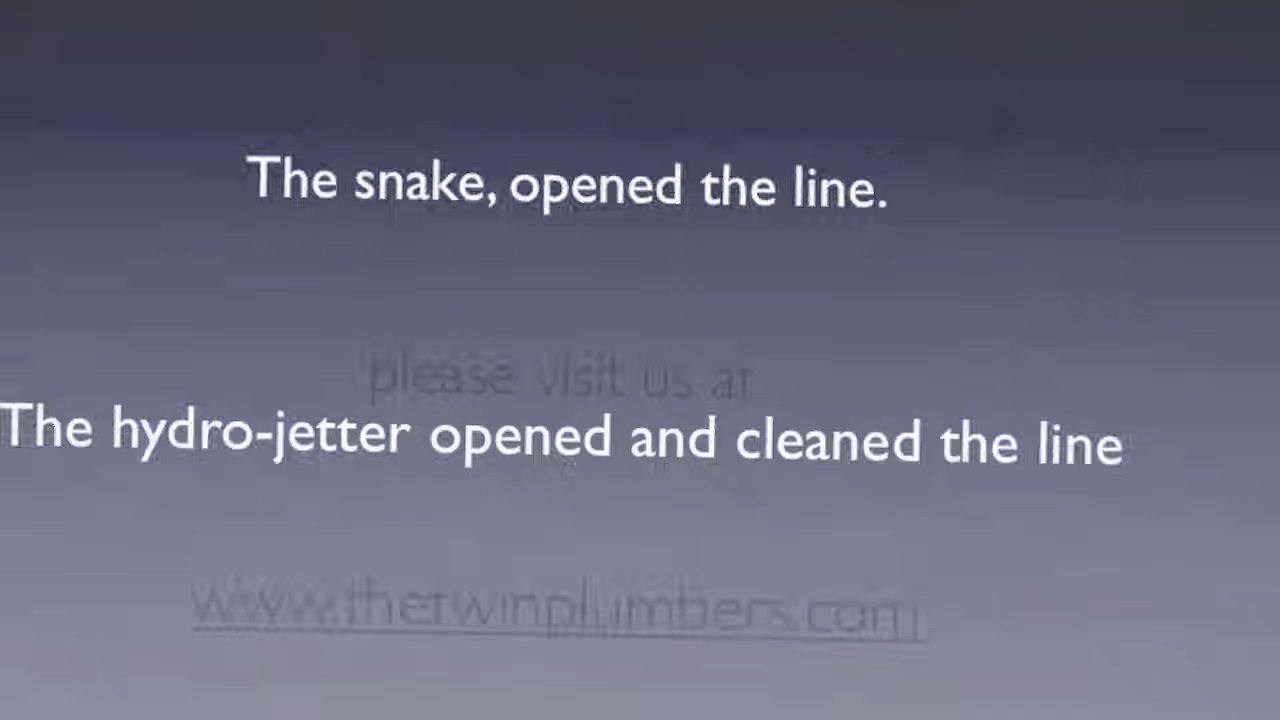 The snake, opened the line.
please visit us at
The hydro-jetter opened and cleaned the line
www.thetwinplumbers.com